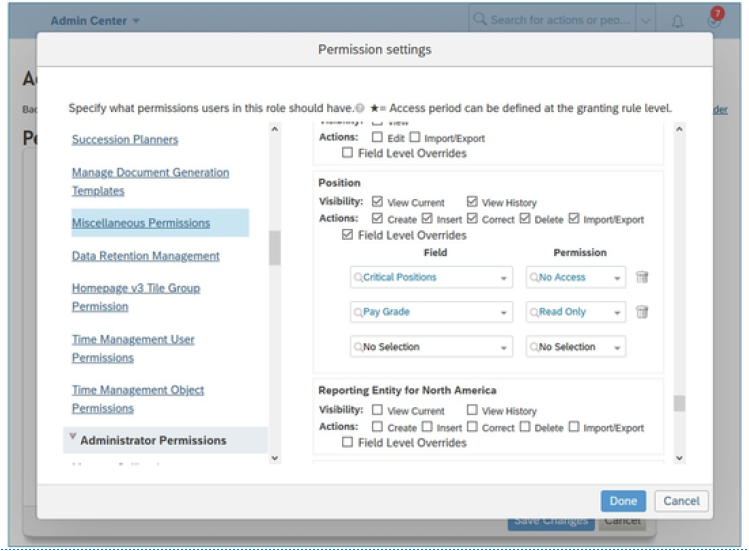 Admin Center
Search for actions or peo...
Permission settings
Specify what permissions users in this role should have. ★= Access period can be defined at the granting rule level.
Succession Planners
Manage Document Generation
Templates
Miscellaneous Permissions
Data Retention Management
Homepage v3 Tile Group
Permission
Time Management User
Permissions
Time Management Object
Permissions
Administrator Permissions
Visibility: View
Actions: Edit Import/Export
Field Level Overrides
Position
Visibility: View Current View History
Actions: Create Insert Correct Delete Import/Export
Field Level Overrides
Field Permission
Critical Positions No Access
Pay Grade Read Only
No Selection No Selection
Reporting Entity for North America
Visibility: View Current View History
Actions: Create Insert Correct Delete Import/Export
Field Level Overrides
Done Cancel
Save Changes Cancel